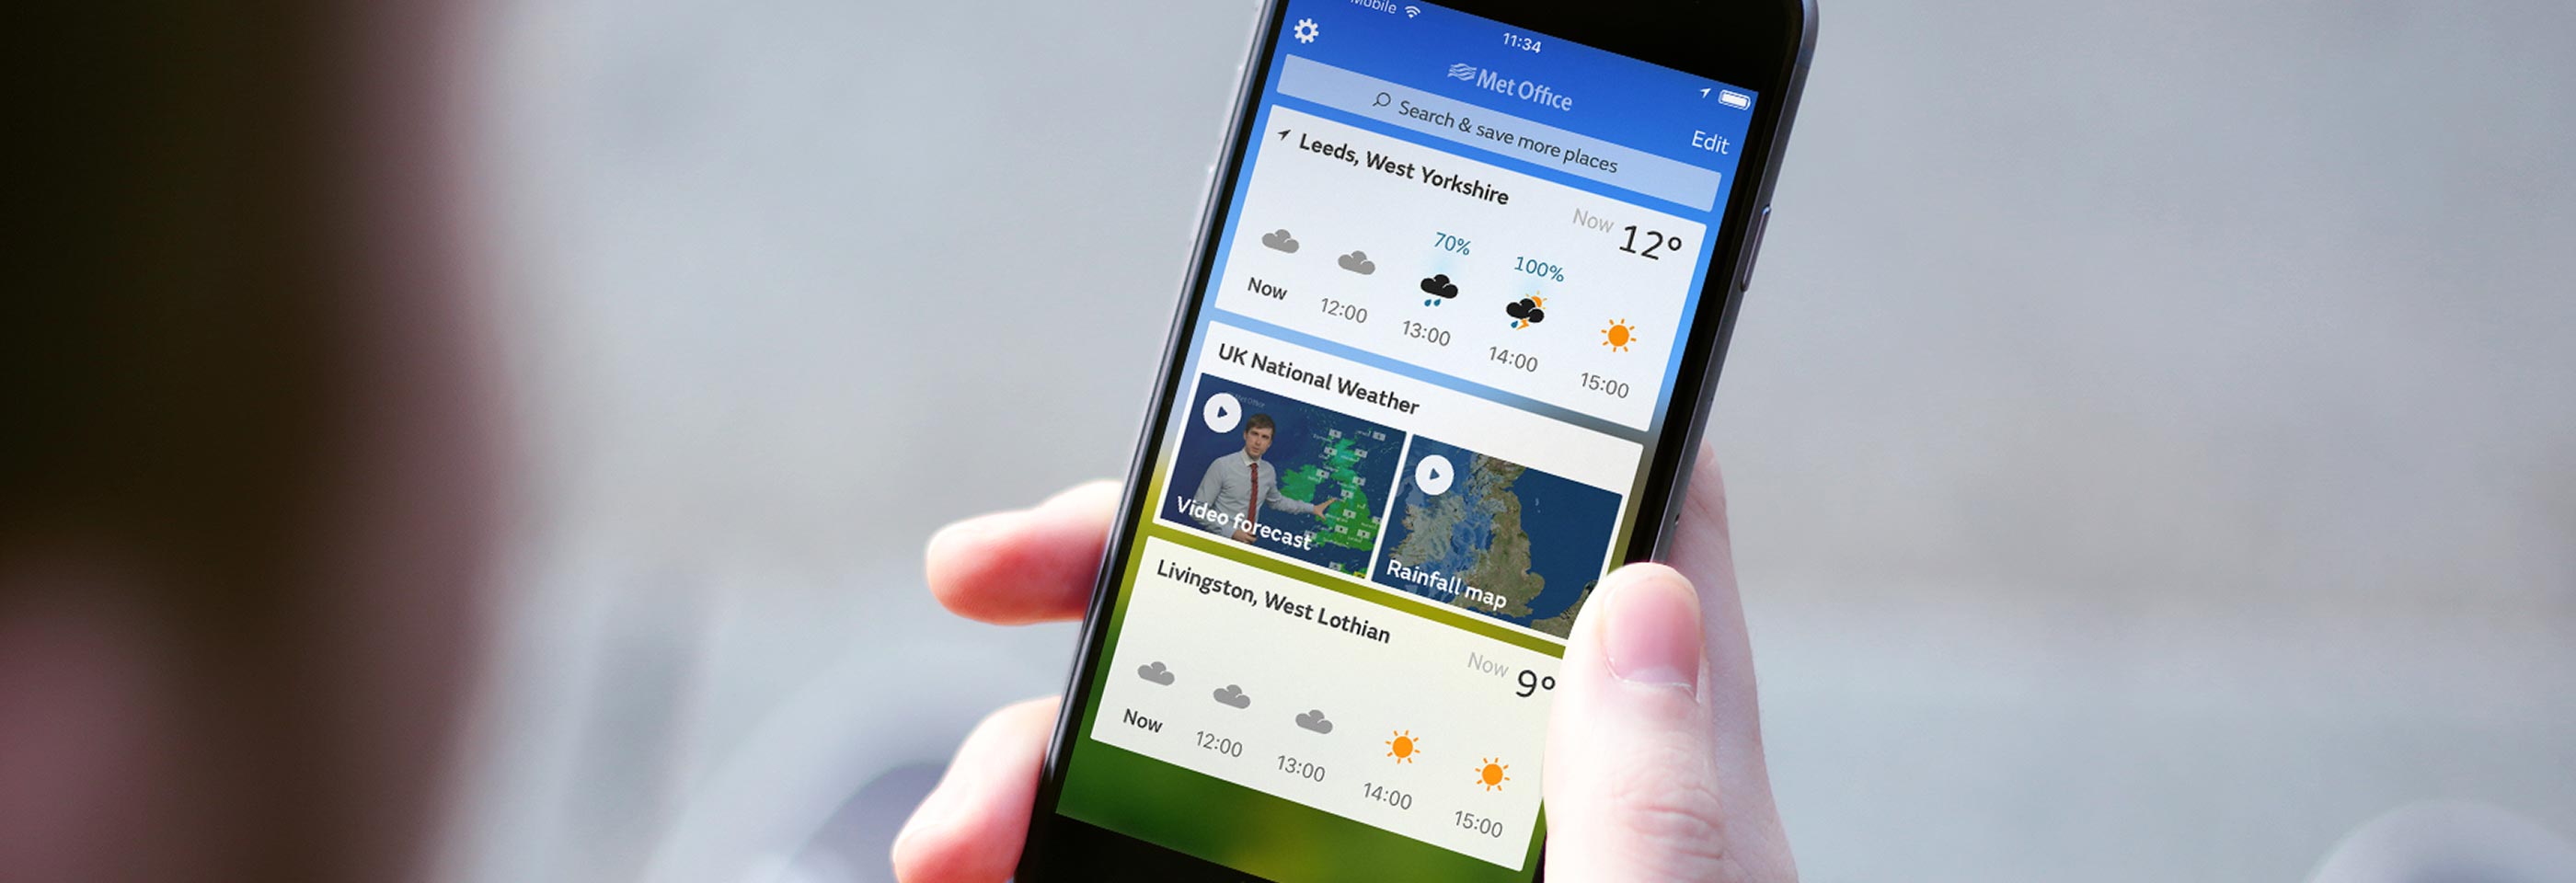 Mobile
11:34
Met Office
Search & save more places
Edit
Leeds, West Yorkshire
Now 12°
70% 100%
Now 12:00 13:00 14:00 15:00
UK National Weather
Video forecast
Rainfall map
Livingston, West Lothian
Now 9°
Now 12:00 13:00 14:00 15:00